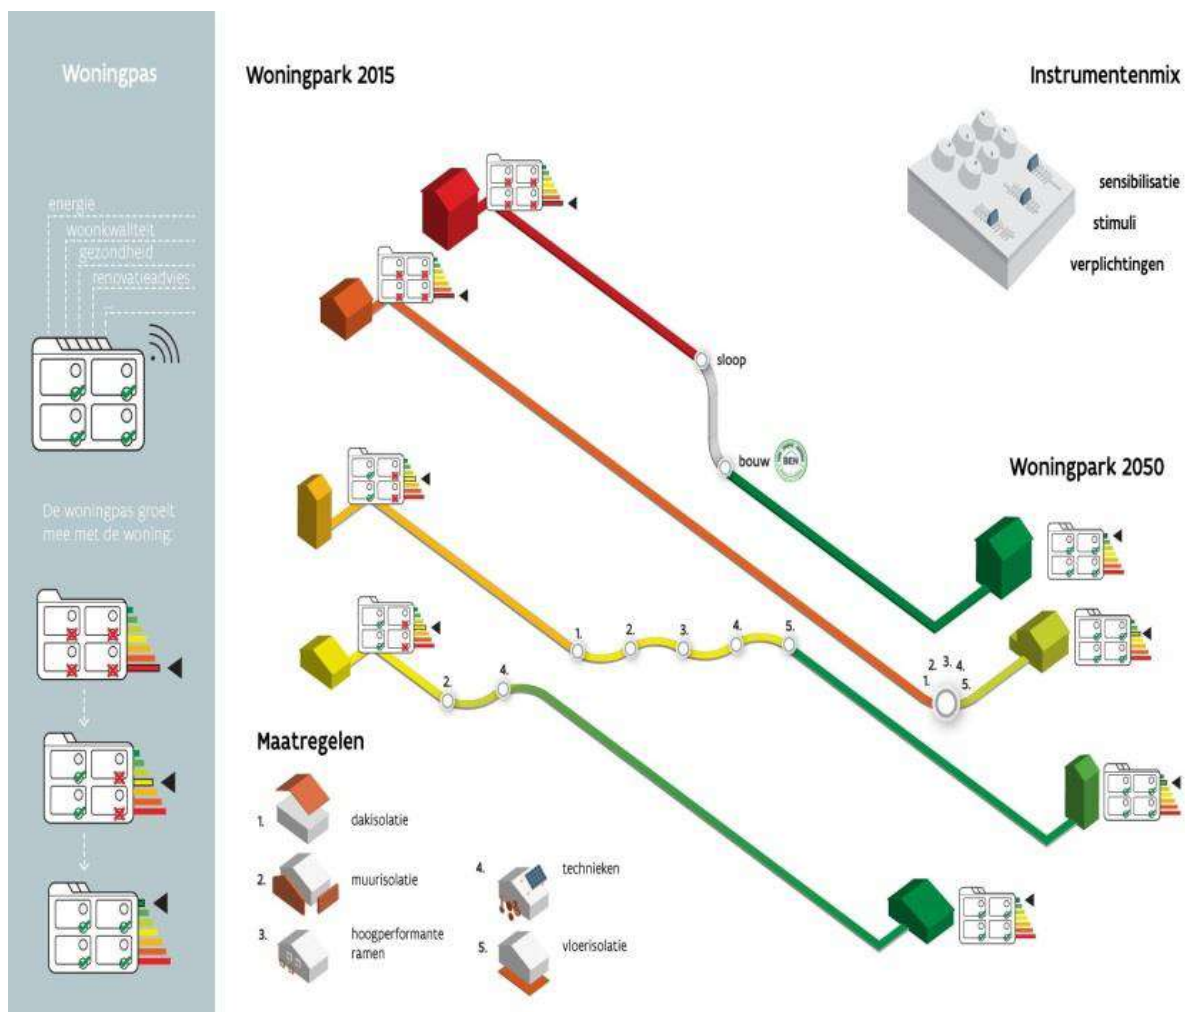 Woningpas
energie
woonkwaliteit
gezondheid
renovatieadvies
...
De woningpas groeit
mee met de woning:
Woningpark 2015
Instrumentenmix
sensibilisatie
stimuli
verplichtingen
sloop
bouw
BEN
Woningpark 2050
1.
2.
3.
4.
5.
2.
4.
2. 3. 4.
1.
5.
Maatregelen
1. dakisolatie
2. muurisolatie
3. hoogperformante
ramen
4. technieken
5. vloerisolatie